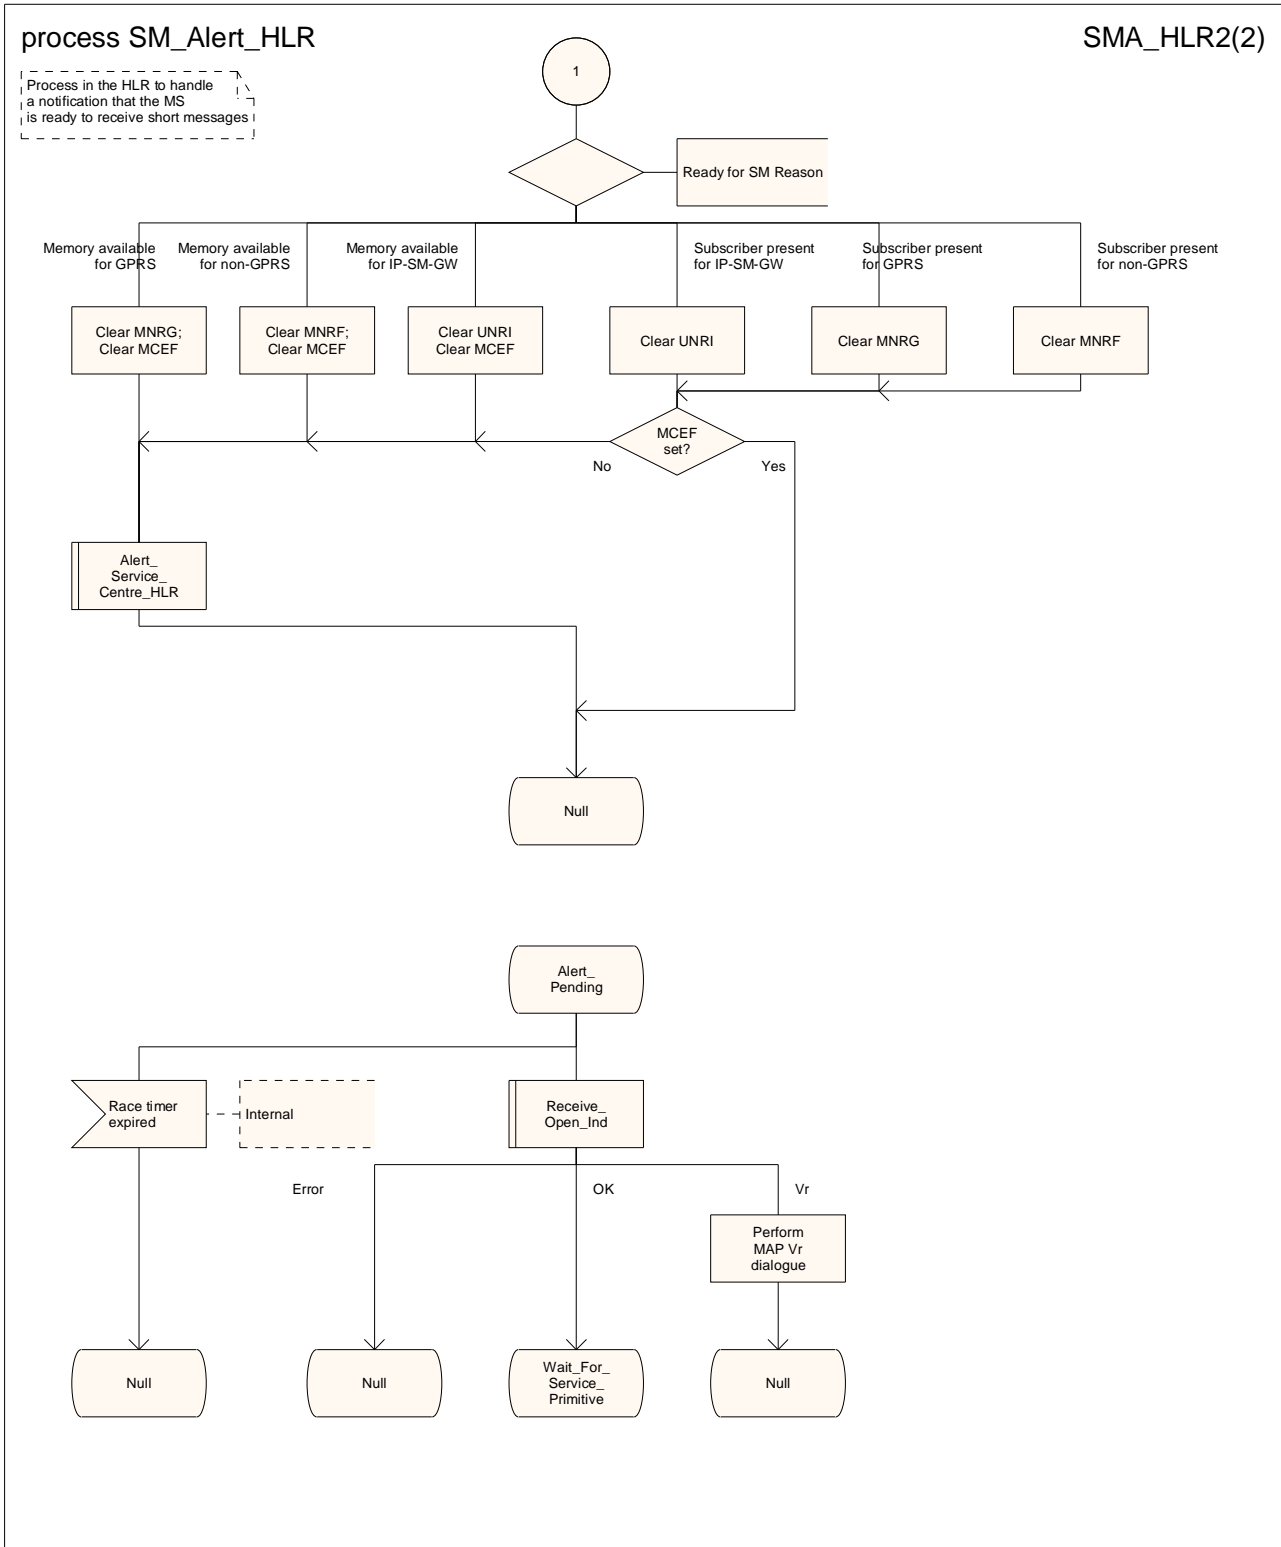 process SM_Alert_HLR
SMA_HLR2(2)
Process in the HLR to handle
a notification that the MS
is ready to receive short messages
1
Ready for SM Reason
Memory available
for GPRS
Memory available
for non-GPRS
Memory available
for IP-SM-GW
Subscriber present
for IP-SM-GW
Subscriber present
for GPRS
Subscriber present
for non-GPRS
Clear MNRG;
Clear MCEF
Clear MNRF;
Clear MCEF
Clear UNRI
Clear MCEF
Clear UNRI
Clear MNRG
Clear MNRF
MCEF
set?
No
Yes
Alert_
Service_
Centre_HLR
Null
Alert_
Pending
Race timer
expired
Internal
Receive_
Open_Ind
Error
OK
Vr
Perform
MAP Vr
dialogue
Null
Null
Wait_For_
Service_
Primitive
Null